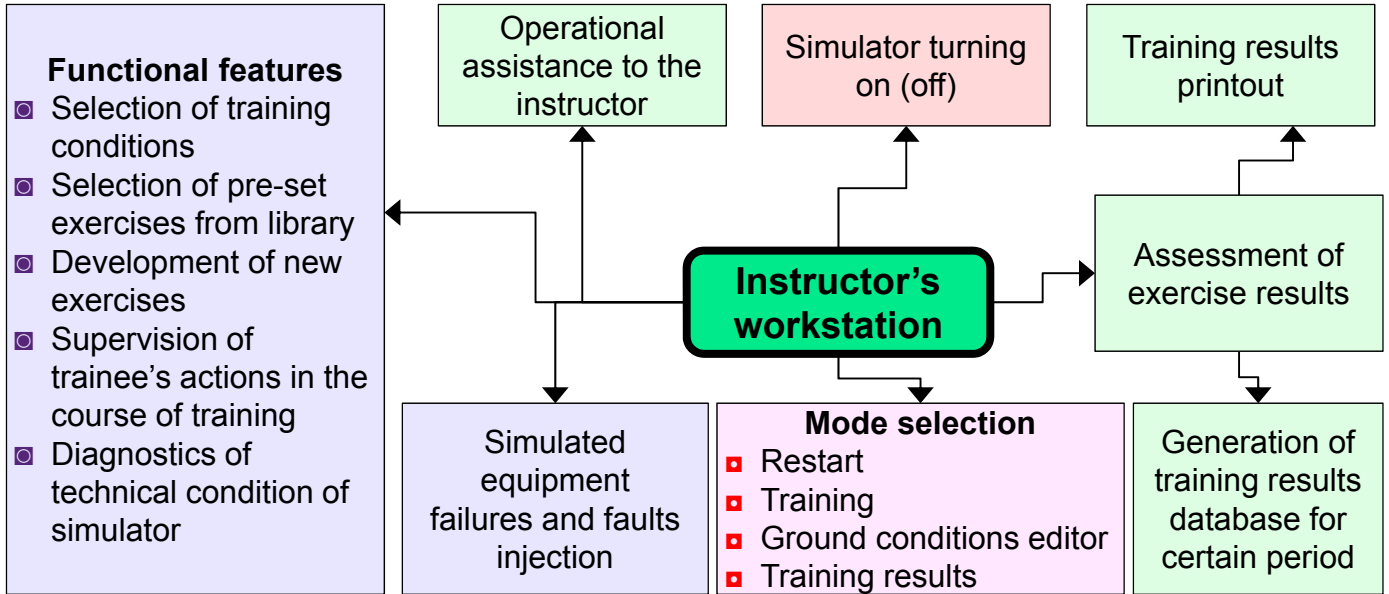 Functional features
Selection of training
conditions
Selection of pre-set
exercises from library
Development of new
exercises
Supervision of
trainee’s actions in the
course of training
Diagnostics of
technical condition of
simulator
Operational
assistance to the
instructor
Simulator turning
on (off)
Training results
printout
Instructor’s
workstation
Assessment of
exercise results
Simulated
equipment
failures and faults
injection
Mode selection
Restart
Training
Ground conditions editor
Training results
Generation of
training results
database for
certain period